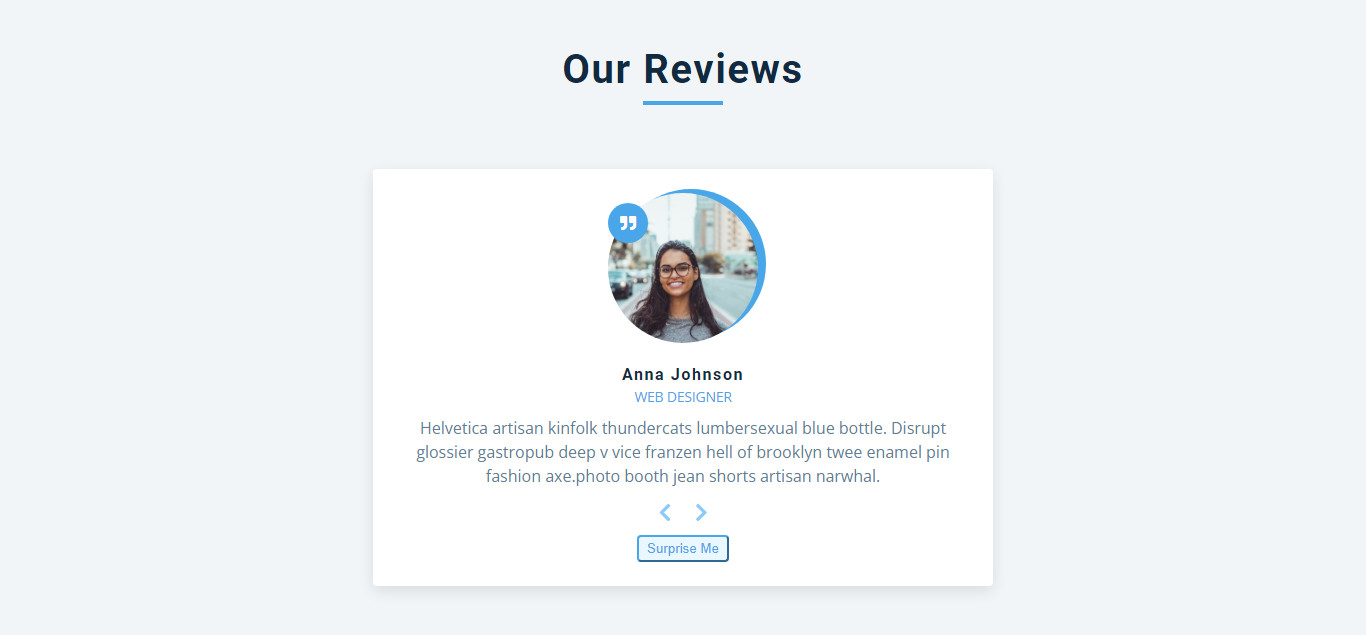 Our Reviews
Anna Johnson
WEB DESIGNER
Helvetica artisan kinfolk thundercats lumbersexual blue bottle. Disrupt
glossier gastropub deep v vice franzen hell of brooklyn twee enamel pin
fashion axe.photo booth jean shorts artisan narwhal.
Surprise Me